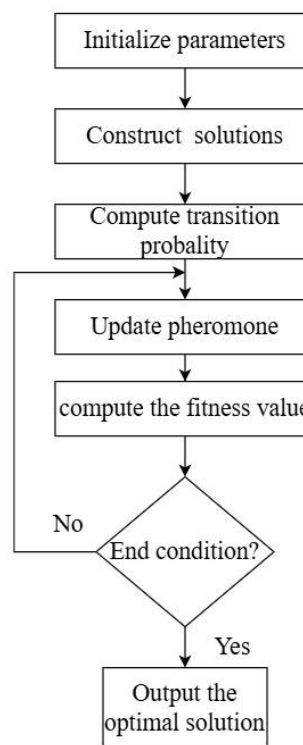 Initialize parameters
Construct solutions
Compute transition
probality
Update pheromone
compute the fitness value
No
End condition?
Yes
Output the
optimal solution